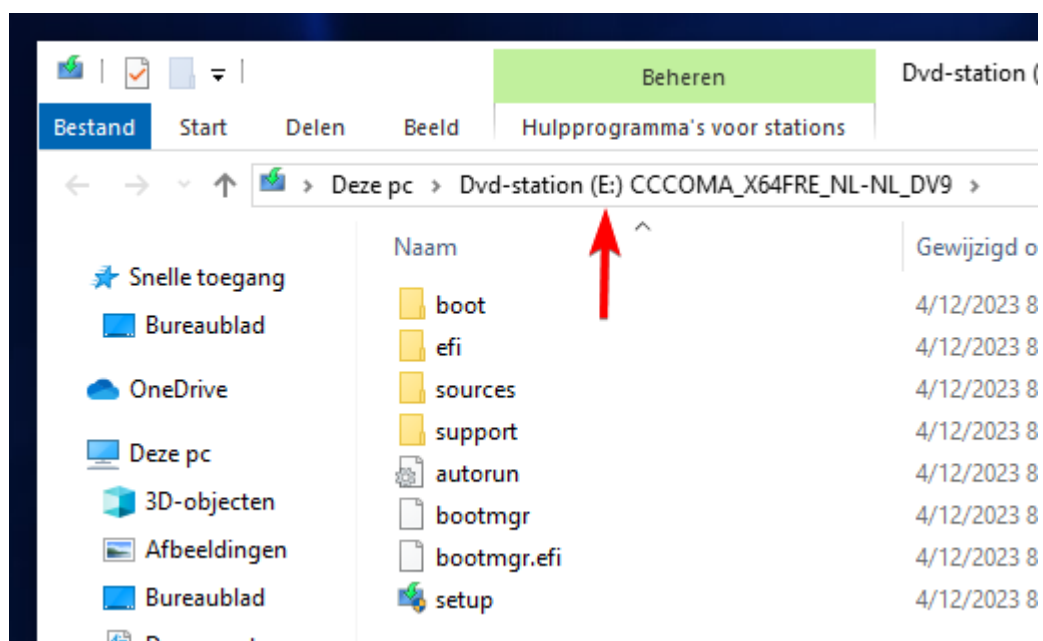 Beheren
Dvd-station (
Bestand Start Delen Beeld Hulpprogramma's voor stations
Deze pc > Dvd-station (E:) CCCOMA_X64FRE_NL-NL_DV9 >
Naam Gewijzigd o
Snelle toegang
Bureaublad
OneDrive
Deze pc
3D-objecten
Afbeeldingen
Bureaublad
boot 4/12/2023 8
efi 4/12/2023 8
sources 4/12/2023 8
support 4/12/2023 8
autorun 4/12/2023 8
bootmgr 4/12/2023 8
bootmgr.efi 4/12/2023 8
setup 4/12/2023 8